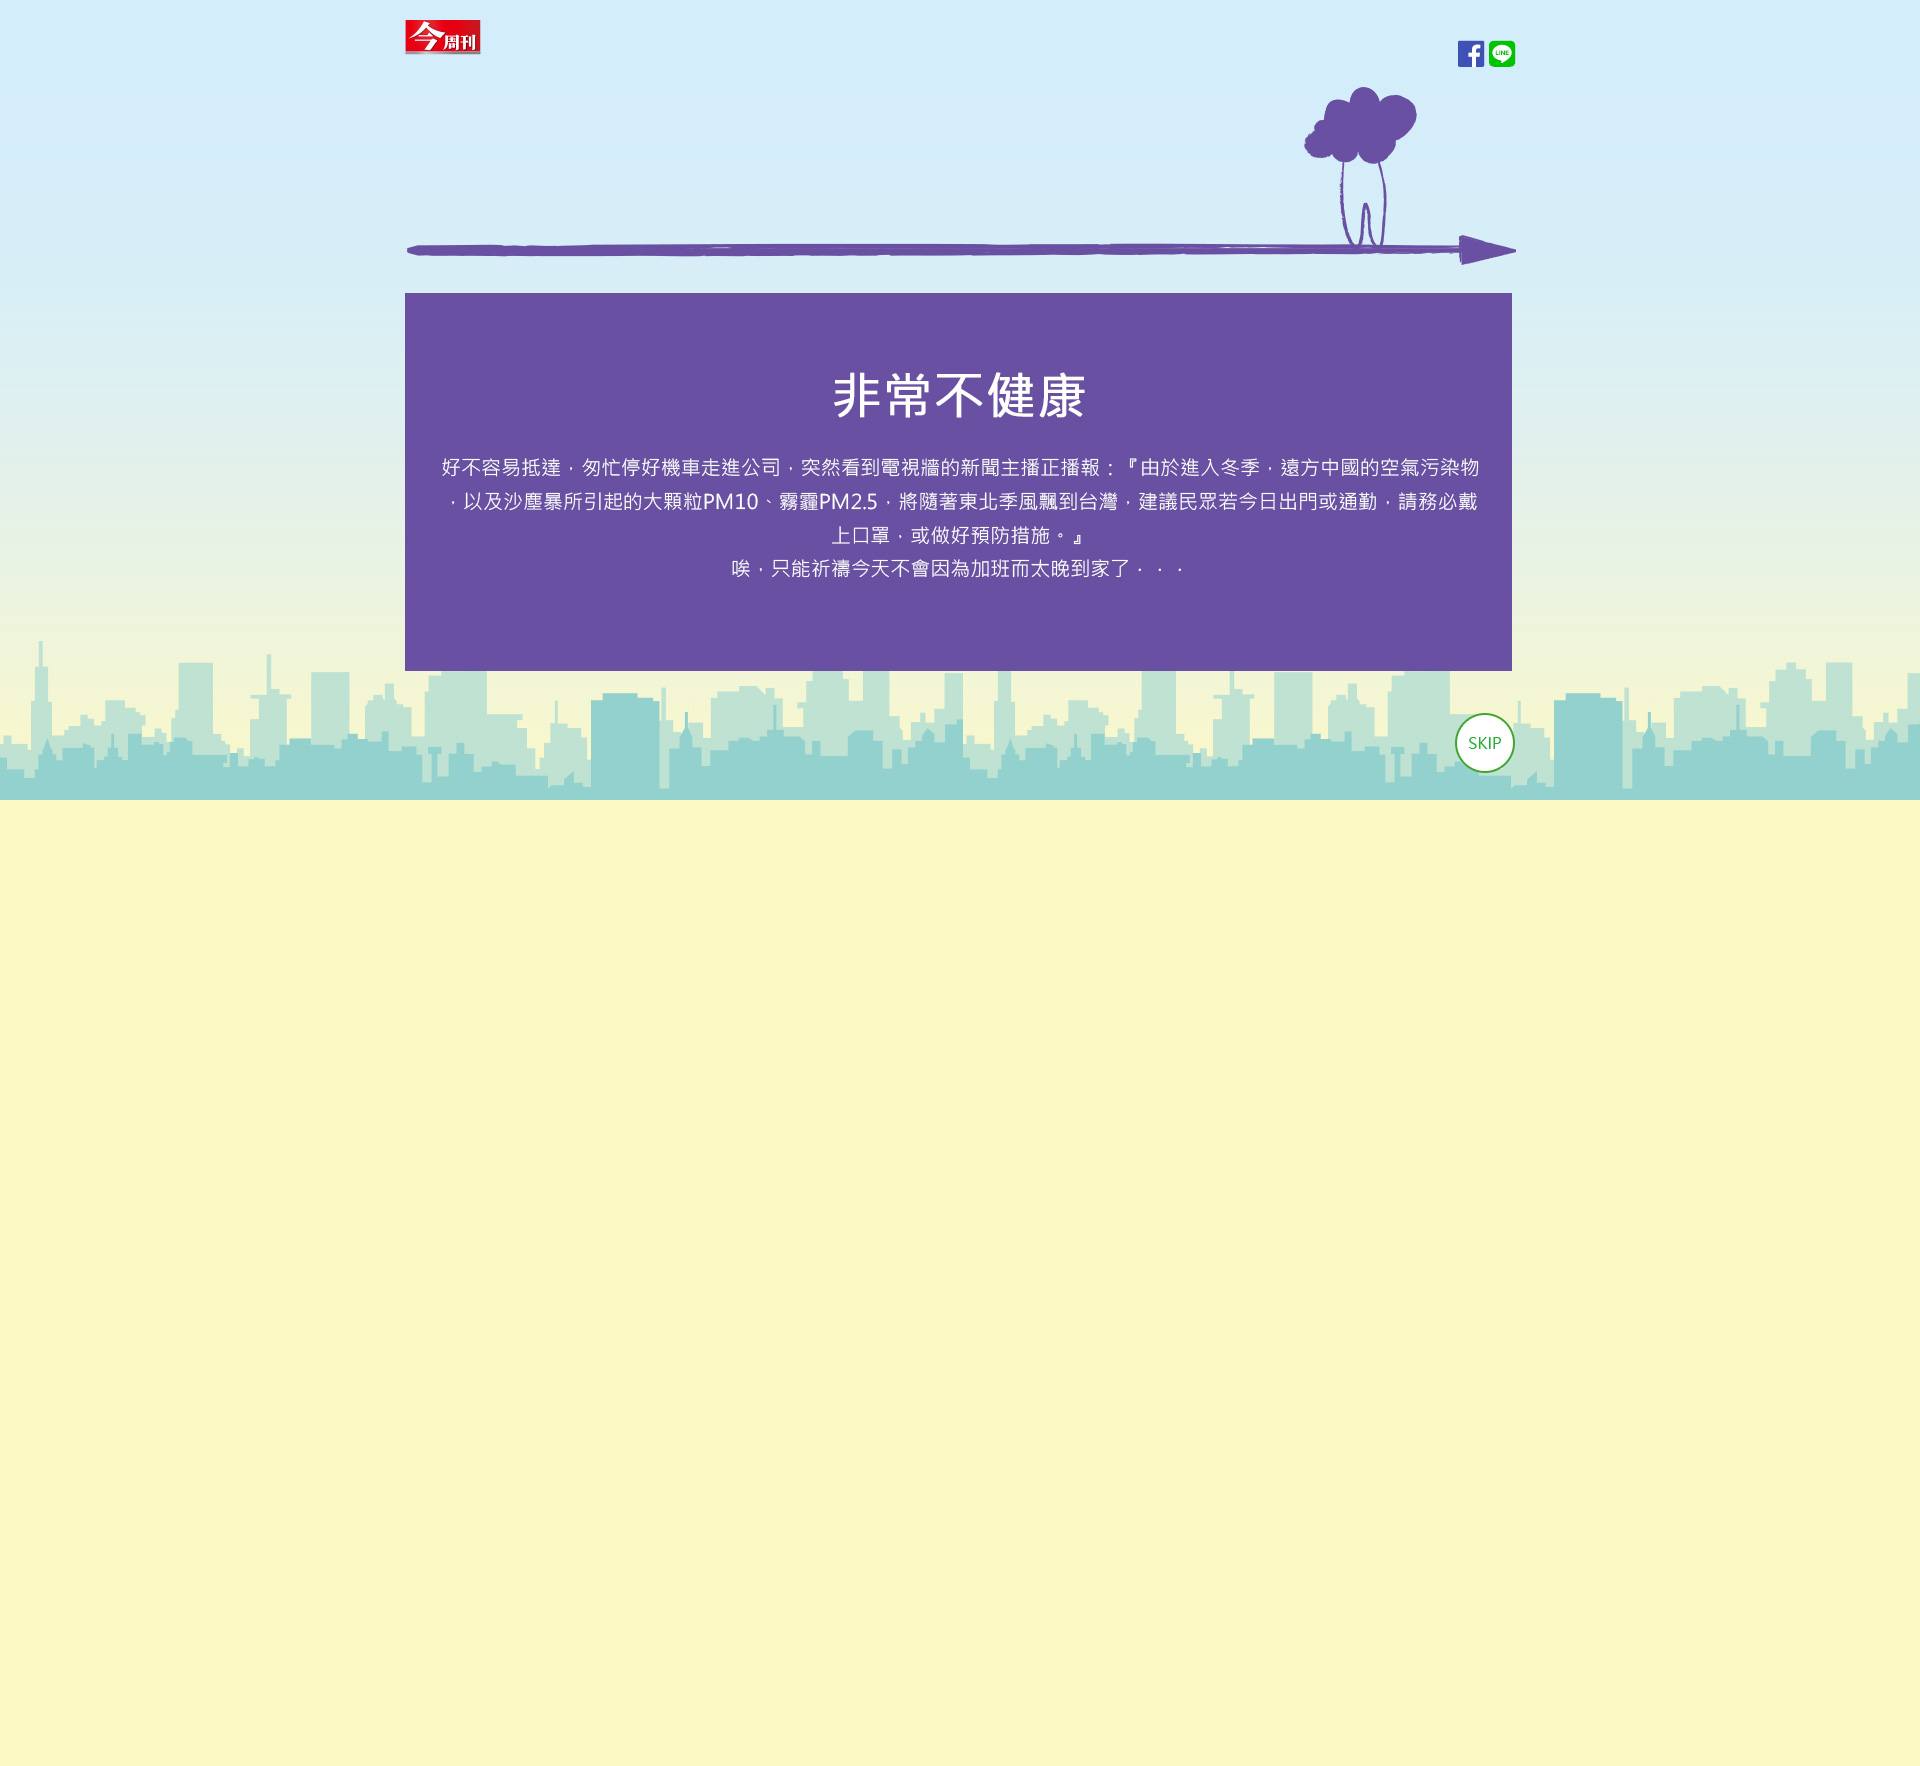 今周刊
LINE
非常不健康
好不容易抵達，匆忙停好機車走進公司，突然看到電視牆的新聞主播正播報：『由於進入冬季，遠方中國的空氣污染物
，以及沙塵暴所引起的大顆粒PM10、霧霾PM2.5，將隨著東北季風飄到台灣，建議民眾若今日出門或通勤，請務必戴
上口罩，或做好預防措施。』
唉，只能祈禱今天不會因為加班而太晚到家了．．．
SKIP